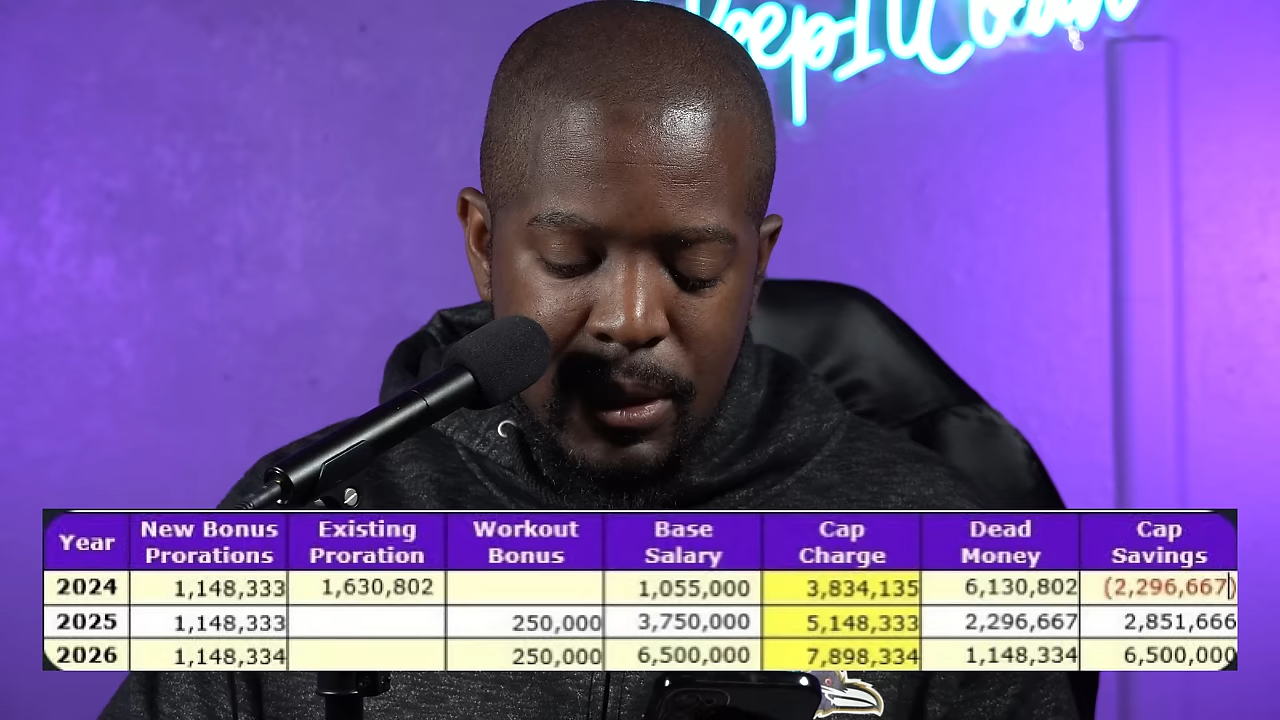 Year New Bonus Prorations Existing Proration Workout Bonus Base Salary Cap Charge Dead Money Cap Savings
2024 1,148,333 1,630,802 1,055,000 3,834,135 6,130,802 (2,296,667)
2025 1,148,333 250,000 3,750,000 5,148,333 2,296,667 2,851,666
2026 1,148,334 250,000 6,500,000 7,898,334 1,148,334 6,500,000